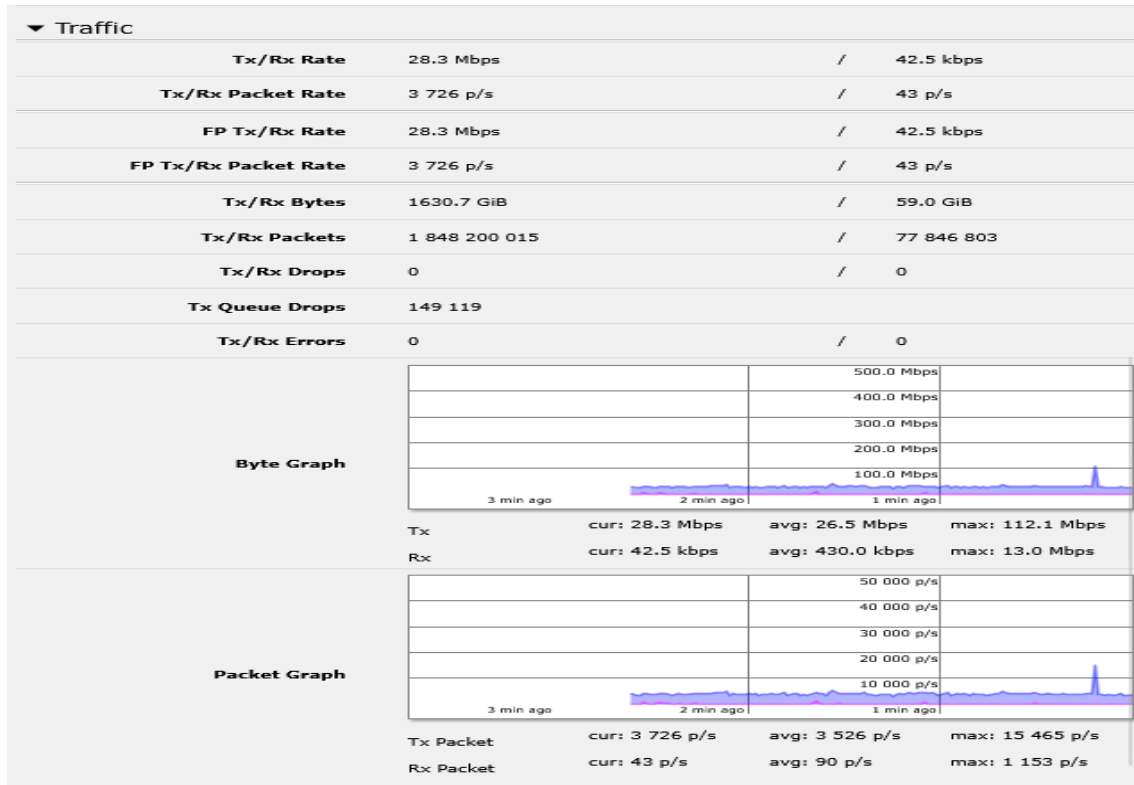 Traffic
Tx/Rx Rate 28.3 Mbps / 42.5 kbps
Tx/Rx Packet Rate 3 726 p/s / 43 p/s
FP Tx/Rx Rate 28.3 Mbps / 42.5 kbps
FP Tx/Rx Packet Rate 3 726 p/s / 43 p/s
Tx/Rx Bytes 1630.7 GiB / 59.0 GiB
Tx/Rx Packets 1 848 200 015 / 77 846 803
Tx/Rx Drops 0 / 0
Tx Queue Drops 149 119
Tx/Rx Errors 0 / 0
Byte Graph
500.0 Mbps
400.0 Mbps
300.0 Mbps
200.0 Mbps
100.0 Mbps
3 min ago 2 min ago 1 min ago
Tx cur: 28.3 Mbps avg: 26.5 Mbps max: 112.1 Mbps
Rx cur: 42.5 kbps avg: 430.0 kbps max: 13.0 Mbps
Packet Graph
50 000 p/s
40 000 p/s
30 000 p/s
20 000 p/s
10 000 p/s
3 min ago 2 min ago 1 min ago
Tx Packet cur: 3 726 p/s avg: 3 526 p/s max: 15 465 p/s
Rx Packet cur: 43 p/s avg: 90 p/s max: 1 153 p/s